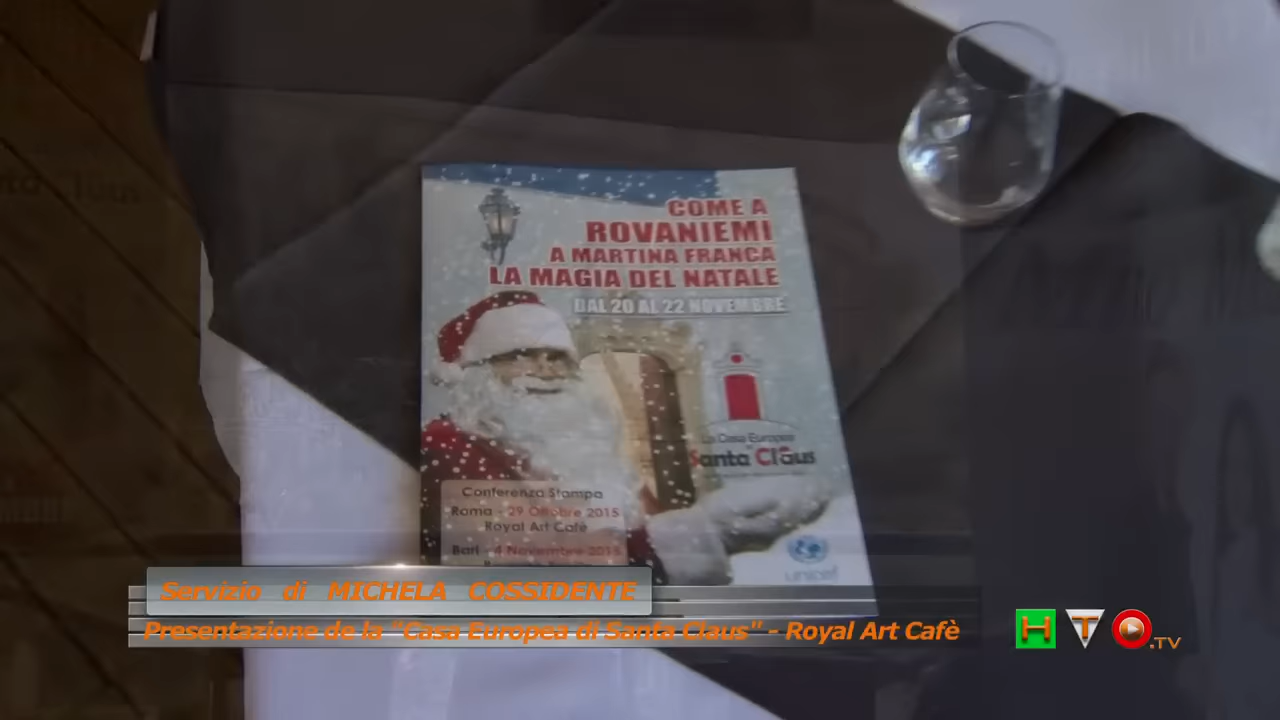 COME A
ROVANIEMI
A MARTINA FRANCA
LA MAGIA DEL NATALE
DAL 20 AL 22 NOVEMBRE
La Casa Europea
Santa Claus
Conferenza Stampa
Roma - 29 Ottobre 2015
Royal Art Cafè
Bari - 4 Novembre 2015
unicef
Servizio di MICHELA COSSIDENTE
Presentazione de la "Casa Europea di Santa Claus" - Royal Art Cafè
HTO.TV